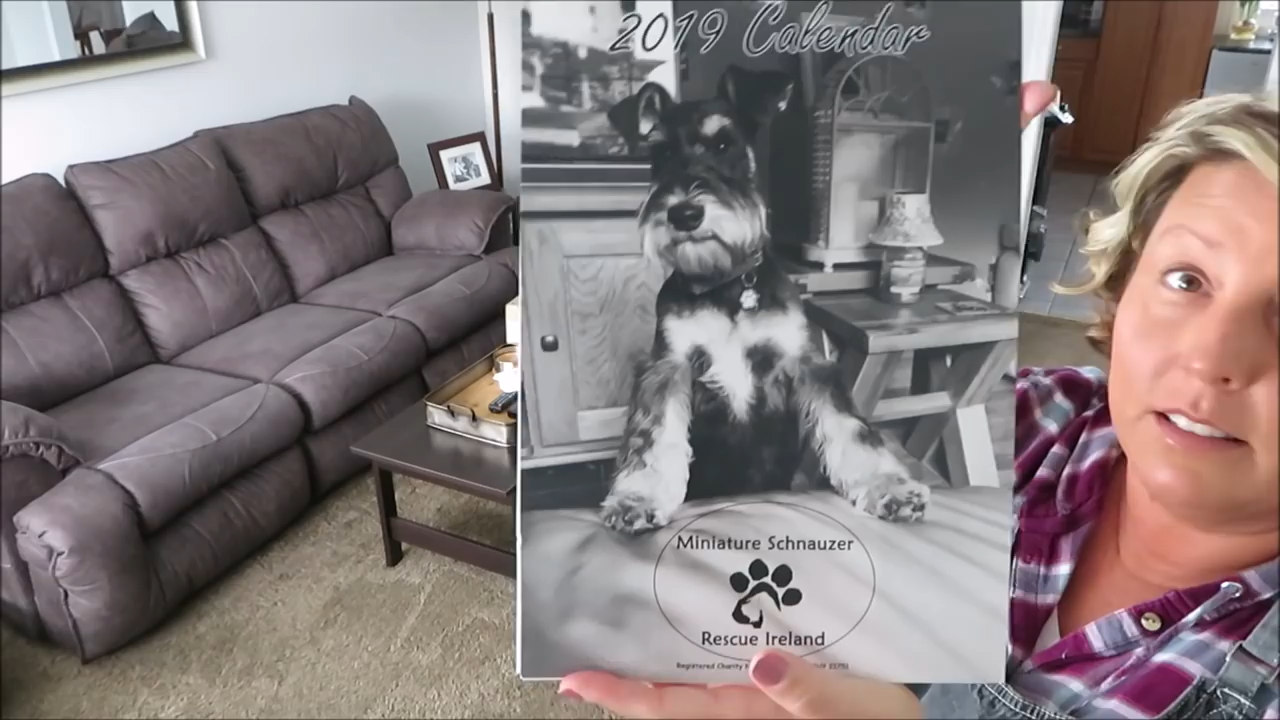 2019 Calendar
Miniature Schnauzer
Rescue Ireland
Registered Charity